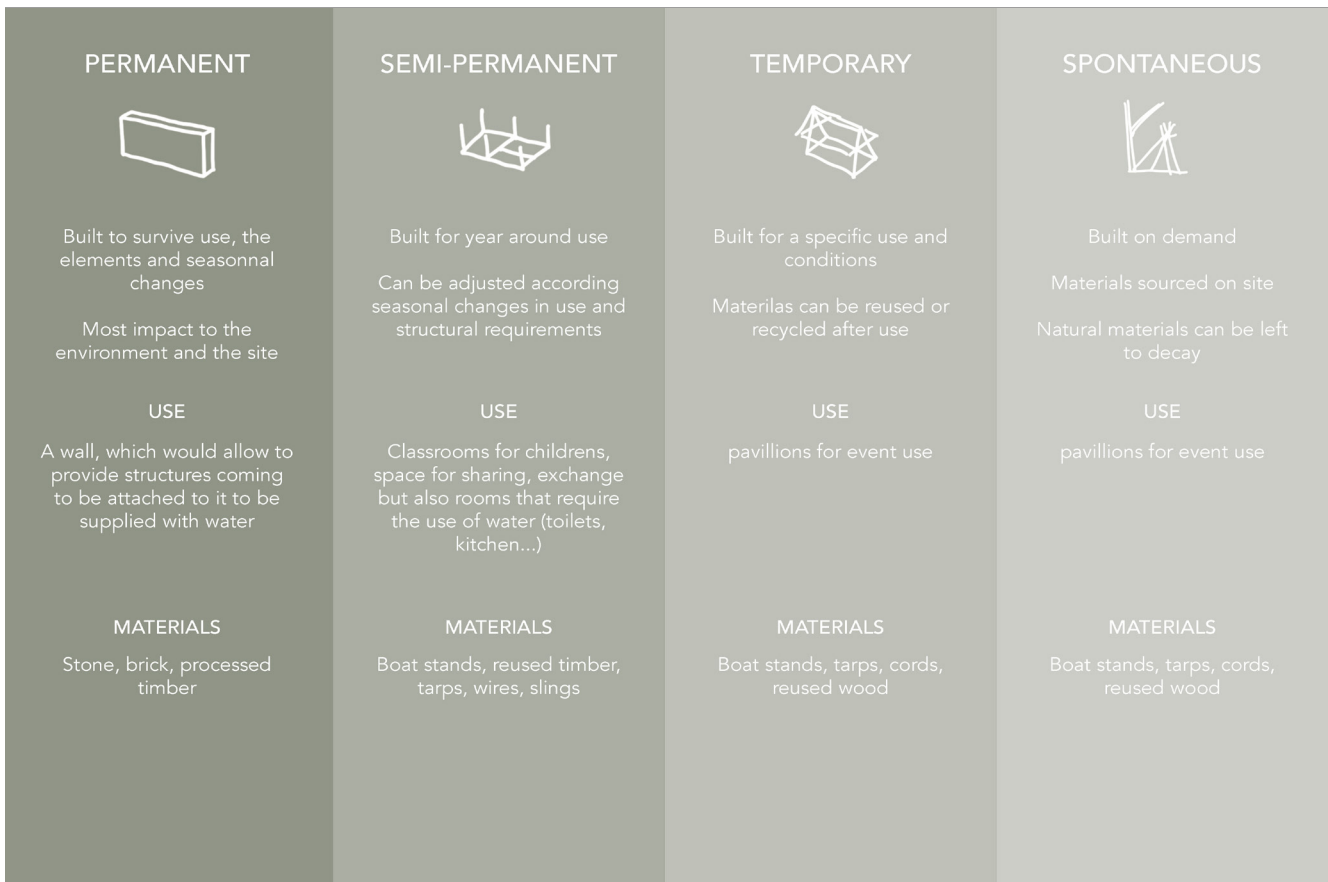 PERMANENT
Built to survive use, the
elements and seasonnal
changes
Most impact to the
environment and the site
USE
A wall, which would allow to
provide structures coming
to be attached to it to be
supplied with water
MATERIALS
Stone, brick, processed
timber
SEMI-PERMANENT
Built for year around use
Can be adjusted according
seasonal changes in use and
structural requirements
USE
Classrooms for childrens,
space for sharing, exchange
but also rooms that require
the use of water (toilets,
kitchen...)
MATERIALS
Boat stands, reused timber,
tarps, wires, slings
TEMPORARY
Built for a specific use and
conditions
Materilas can be reused or
recycled after use
USE
pavillions for event use
MATERIALS
Boat stands, tarps, cords,
reused wood
SPONTANEOUS
Built on demand
Materials sourced on site
Natural materials can be left
to decay
USE
pavillions for event use
MATERIALS
Boat stands, tarps, cords,
reused wood